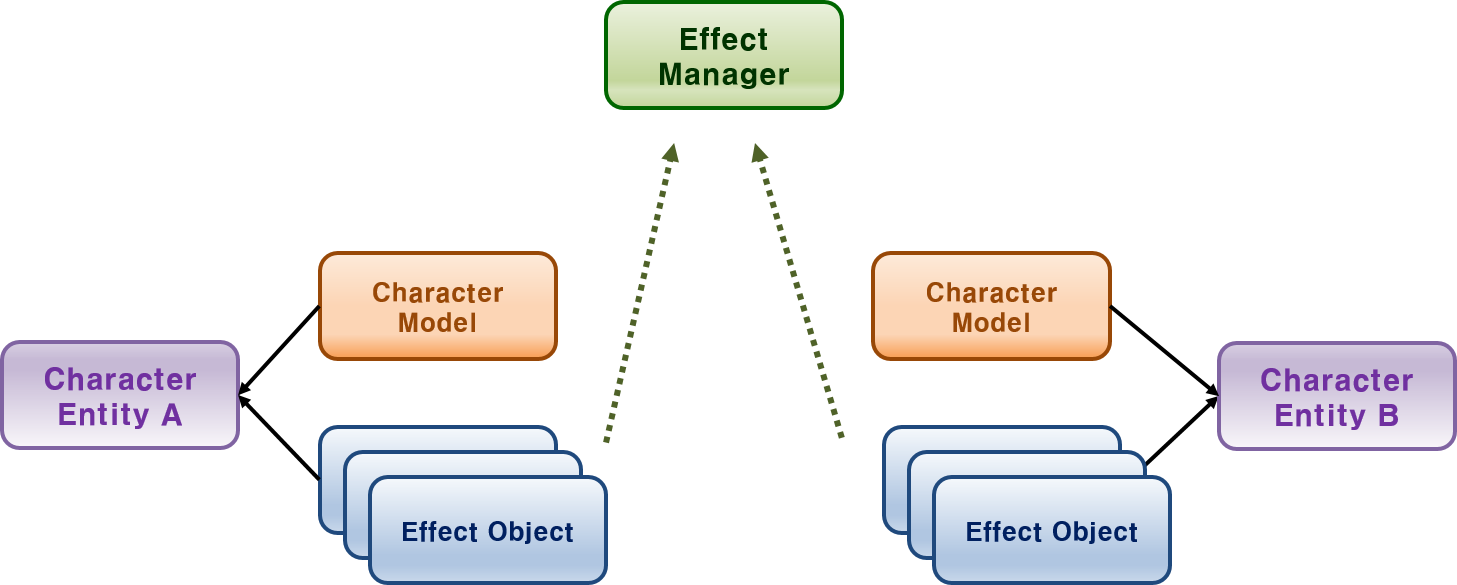 Effect
Manager
Character
Model
Character
Model
Character
Entity A
Character
Entity B
Effect Object
Effect Object